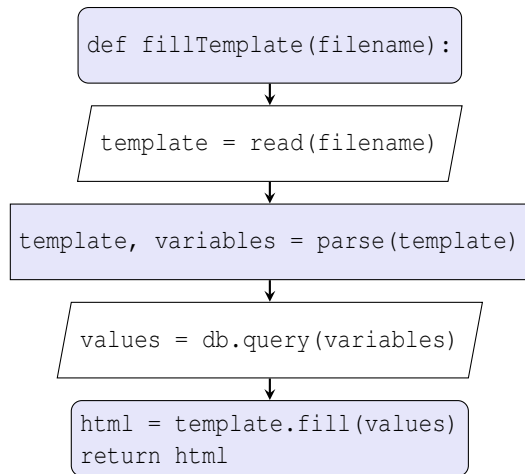 def fillTemplate(filename):
template = read(filename)
template, variables = parse(template)
values = db.query(variables)
html = template.fill(values)
return html